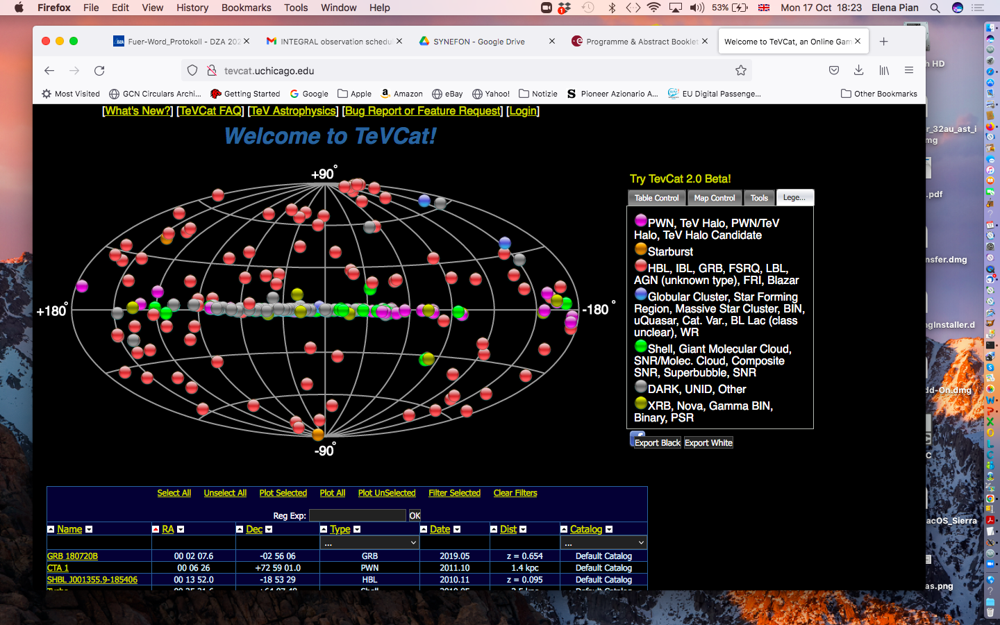 Firefox File Edit View History Bookmarks Tools Window Help 1 53% Mon 17 Oct 18:23 Elena Pian
DZA Fuer-Word_Protokoll - DZA 202 INTEGRAL observation schedul SYNEFON - Google Drive Programme & Abstract Booklet Welcome to TeVCat, an Online Gam
tevcat.uchicago.edu
Most Visited GCN Circulars Archi... Getting Started Google Apple Amazon eBay Yahoo! Notizie Pioneer Azionario A... EU Digital Passenge... Other Bookmarks
[What's New?] [TeVCat FAQ] [TeV Astrophysics] [Bug Report or Feature Request] [Login]
Welcome to TeVCat!
+90°
+180°
-180 °
-90°
Try TevCat 2.0 Beta!
Table Control Map Control Tools Lege...
PWN, TeV Halo, PWN/TeV
Halo, TeV Halo Candidate
Starburst
HBL, IBL, GRB, FSRQ, LBL,
AGN (unknown type), FRI, Blazar
Globular Cluster, Star Forming
Region, Massive Star Cluster, BIN,
uQuasar, Cat. Var., BL Lac (class
unclear), WR
Shell, Giant Molecular Cloud,
SNR/Molec. Cloud, Composite
SNR, Superbubble, SNR
DARK, UNID, Other
XRB, Nova, Gamma BIN,
Binary, PSR
Export Black Export White
Select All Unselect All Plot Selected Plot All Plot UnSelected Filter Selected Clear Filters
Reg Exp: OK
Name RA Dec Type Date Dist Catalog
... ...
GRB 180720B 00 02 07.6 -02 56 06 GRB 2019.05 z = 0.654 Default Catalog
CTA 1 00 06 26 +72 59 01.0 PWN 2011.10 1.4 kpc Default Catalog
SHBL J001355.9-185406 00 13 52.0 -18 53 29 HBL 2010.11 z = 0.095 Default Catalog
h HD
r_32au_ast_i
mg
.pdf
nsfer.dmg
ngInstaller.d
dd-On.dmg
C
acOS_Sierra
as.png